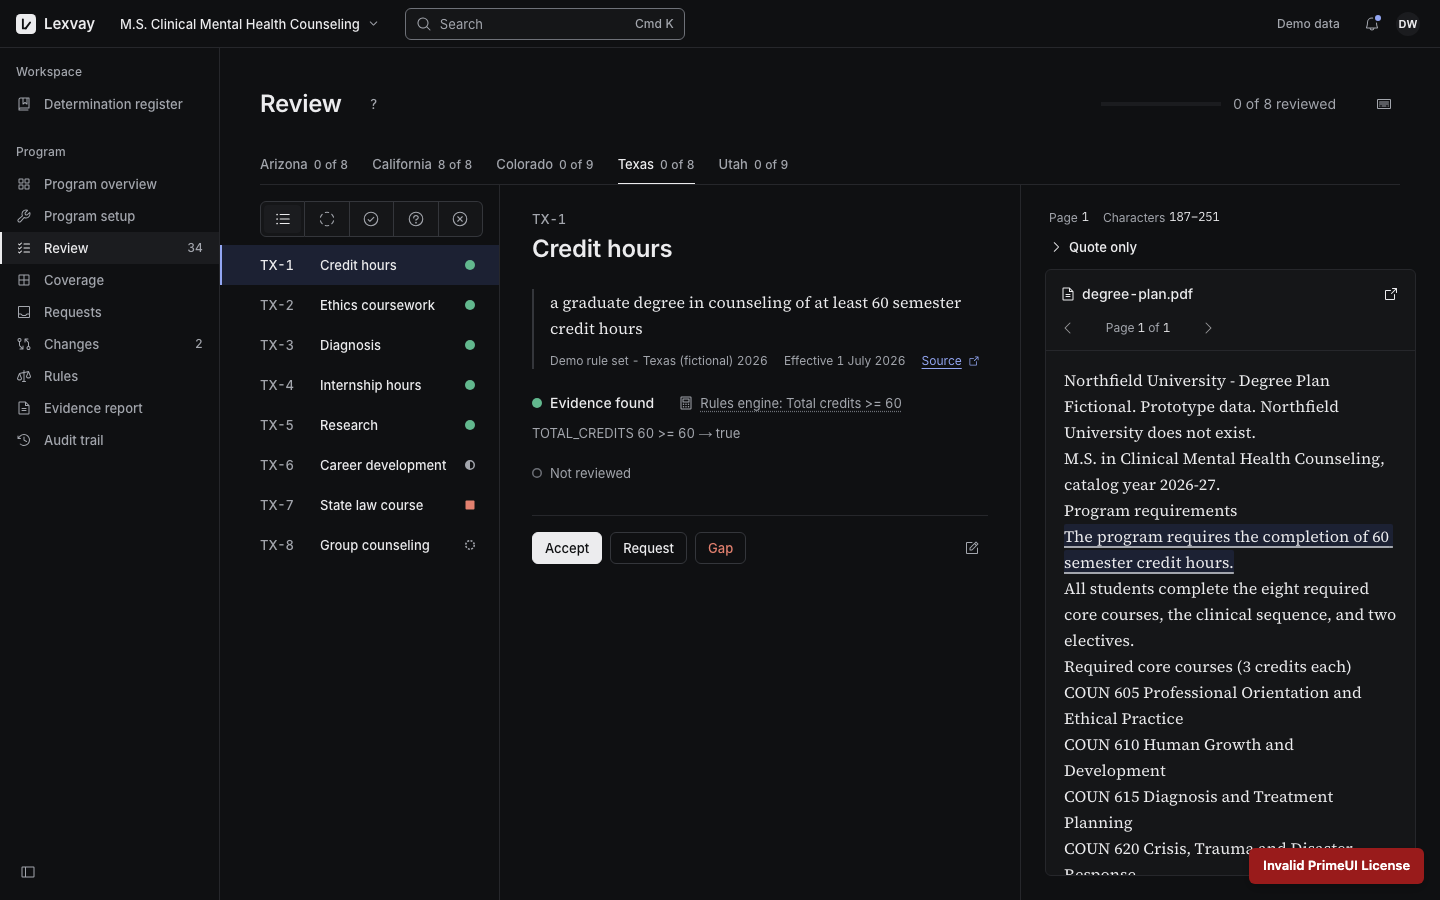 Lexvay
M.S. Clinical Mental Health Counseling
Search
Cmd K
Demo data
DW
Workspace
Determination register
Program
Program overview
Program setup
Review 34
Coverage
Requests
Changes 2
Rules
Evidence report
Audit trail
Review ?
0 of 8 reviewed
Arizona 0 of 8
California 8 of 8
Colorado 0 of 9
Texas 0 of 8
Utah 0 of 9
TX-1 Credit hours
TX-2 Ethics coursework
TX-3 Diagnosis
TX-4 Internship hours
TX-5 Research
TX-6 Career development
TX-7 State law course
TX-8 Group counseling
TX-1
Credit hours
a graduate degree in counseling of at least 60 semester
credit hours
Demo rule set - Texas (fictional) 2026 Effective 1 July 2026 Source
Evidence found Rules engine: Total credits >= 60
TOTAL_CREDITS 60 >= 60 → true
Not reviewed
Accept
Request
Gap
Page 1 Characters 187–251
Quote only
degree-plan.pdf
Page 1 of 1
Northfield University - Degree Plan
Fictional. Prototype data. Northfield
University does not exist.
M.S. in Clinical Mental Health Counseling,
catalog year 2026-27.
Program requirements
The program requires the completion of 60
semester credit hours.
All students complete the eight required
core courses, the clinical sequence, and two
electives.
Required core courses (3 credits each)
COUN 605 Professional Orientation and
Ethical Practice
COUN 610 Human Growth and
Development
COUN 615 Diagnosis and Treatment
Planning
COUN 620 Crisis, Trauma and Disaster
Response
Invalid PrimeUI License